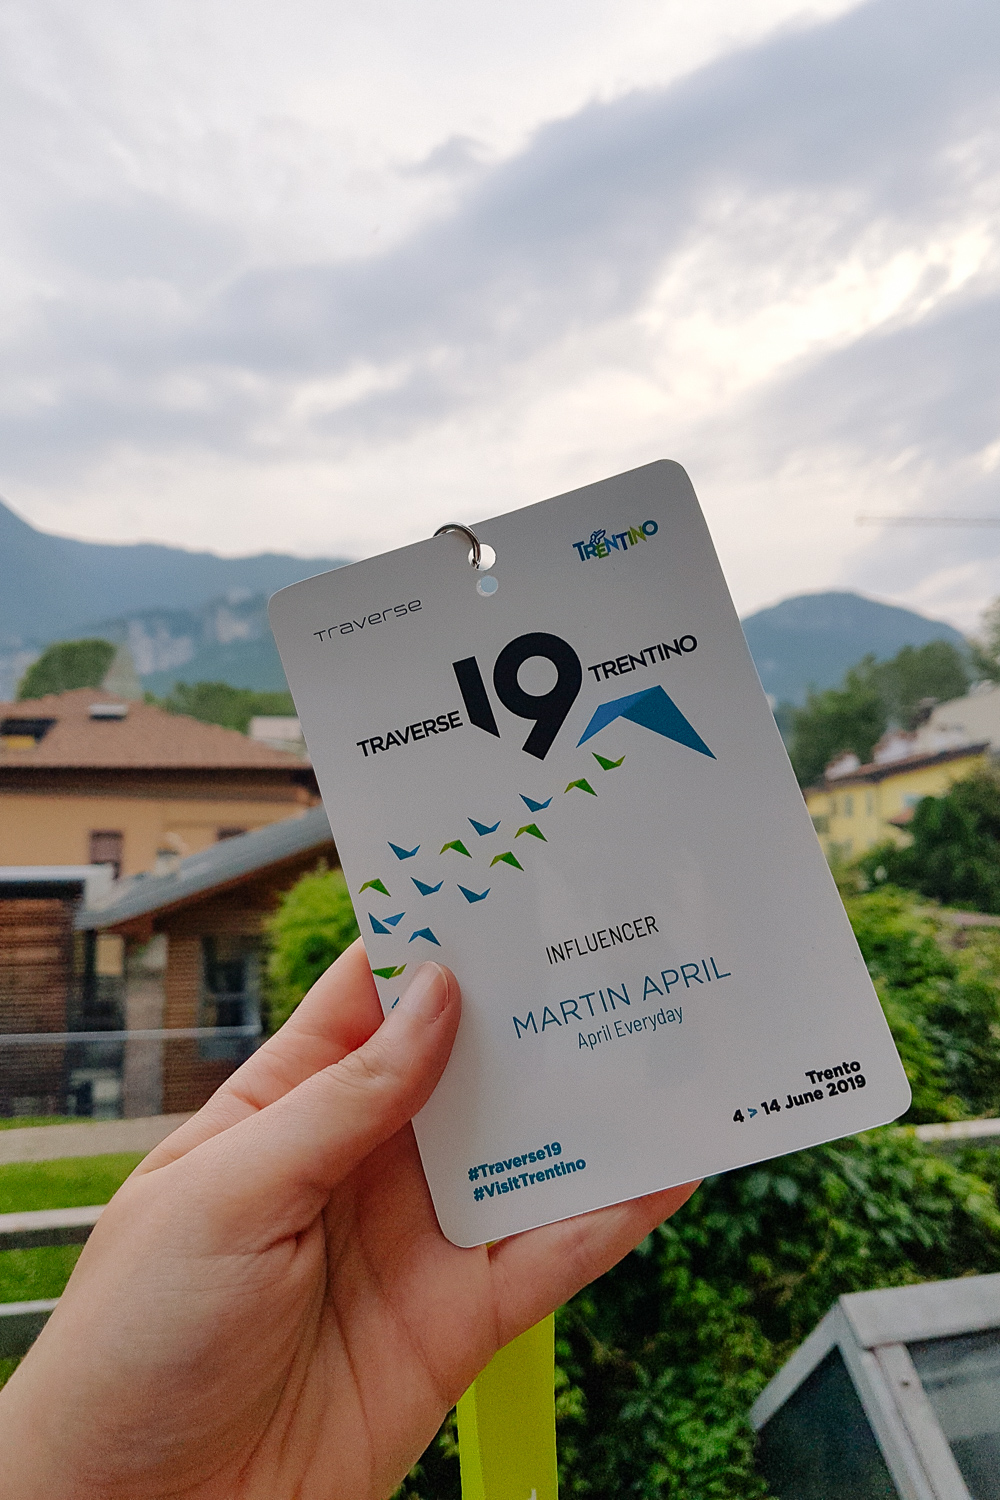 Traverse
TRENTINO
TRAVERSE 19 TRENTINO
INFLUENCER
MARTIN APRIL
April Everyday
Trento
4 > 14 June 2019
#Traverse19
#VisitTrentino